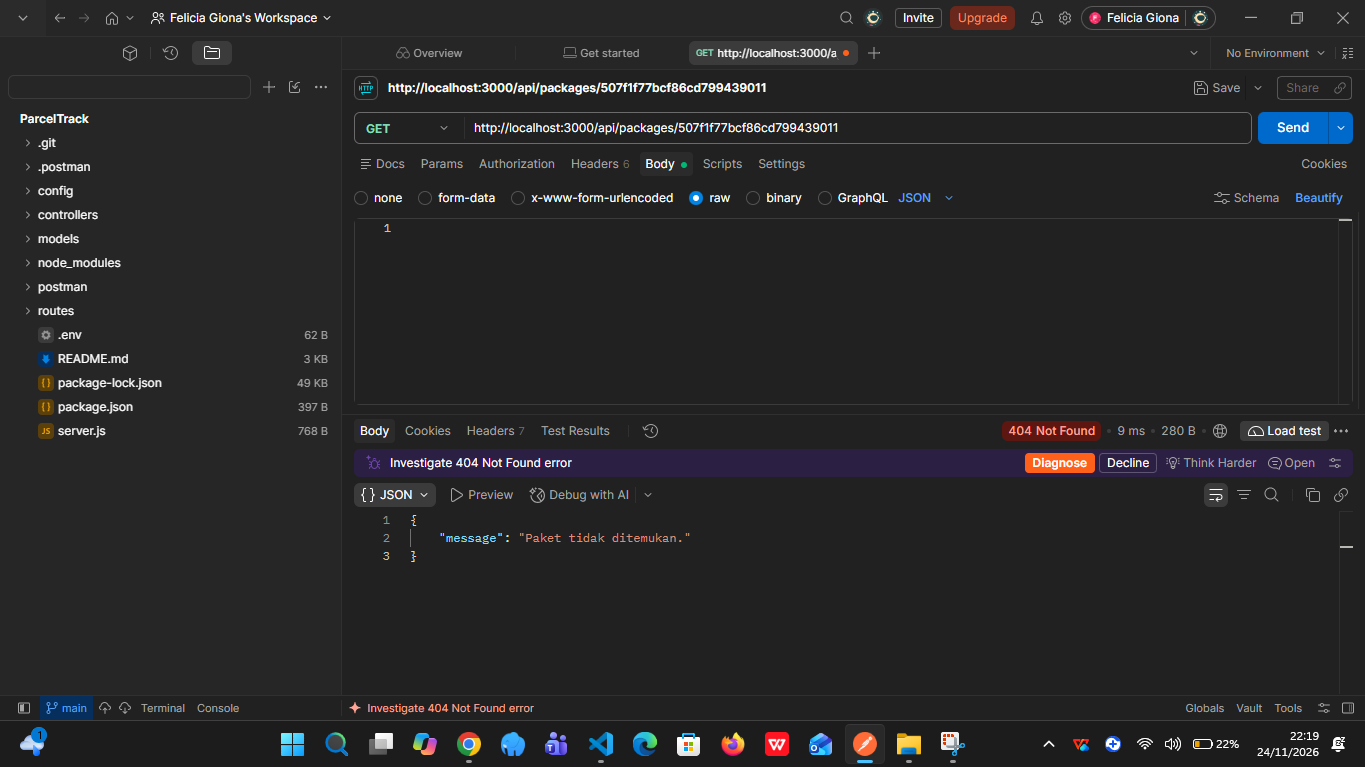 Felicia Giona's Workspace
Invite
Upgrade
Felicia Giona
Overview
Get started
GET http://localhost:3000/a
No Environment
HTTP http://localhost:3000/api/packages/507f1f77bcf86cd799439011
Save
Share
ParcelTrack
GET
http://localhost:3000/api/packages/507f1f77bcf86cd799439011
Send
.git
.postman
config
controllers
models
node_modules
postman
routes
.env 62 B
README.md 3 KB
package-lock.json 49 KB
package.json 397 B
JS server.js 768 B
Docs Params Authorization Headers 6 Body Scripts Settings Cookies
none form-data x-www-form-urlencoded raw binary GraphQL JSON Schema Beautify
1
Body Cookies Headers 7 Test Results 404 Not Found 9 ms 280 B Load test
Investigate 404 Not Found error Diagnose Decline Think Harder Open
{} JSON Preview Debug with AI
1 {
2 "message": "Paket tidak ditemukan."
3 }
main Terminal Console Investigate 404 Not Found error Globals Vault Tools
1
22%
22:19
24/11/2026